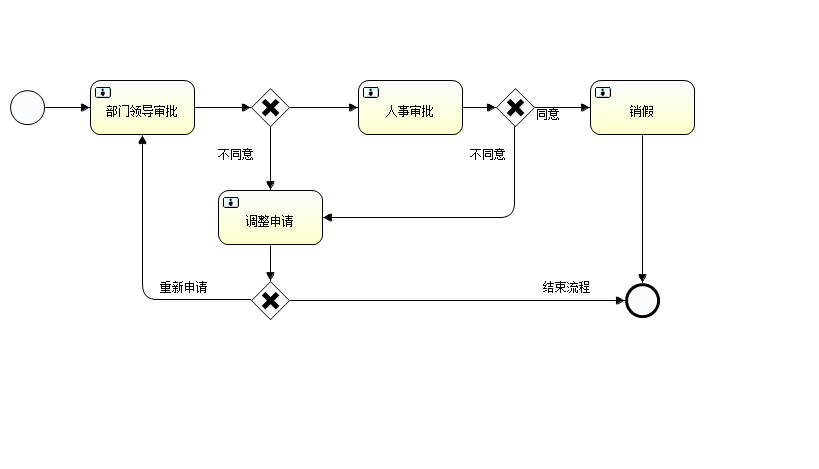 部门领导审批
人事审批
同意
销假
不同意
不同意
调整申请
重新申请
结束流程